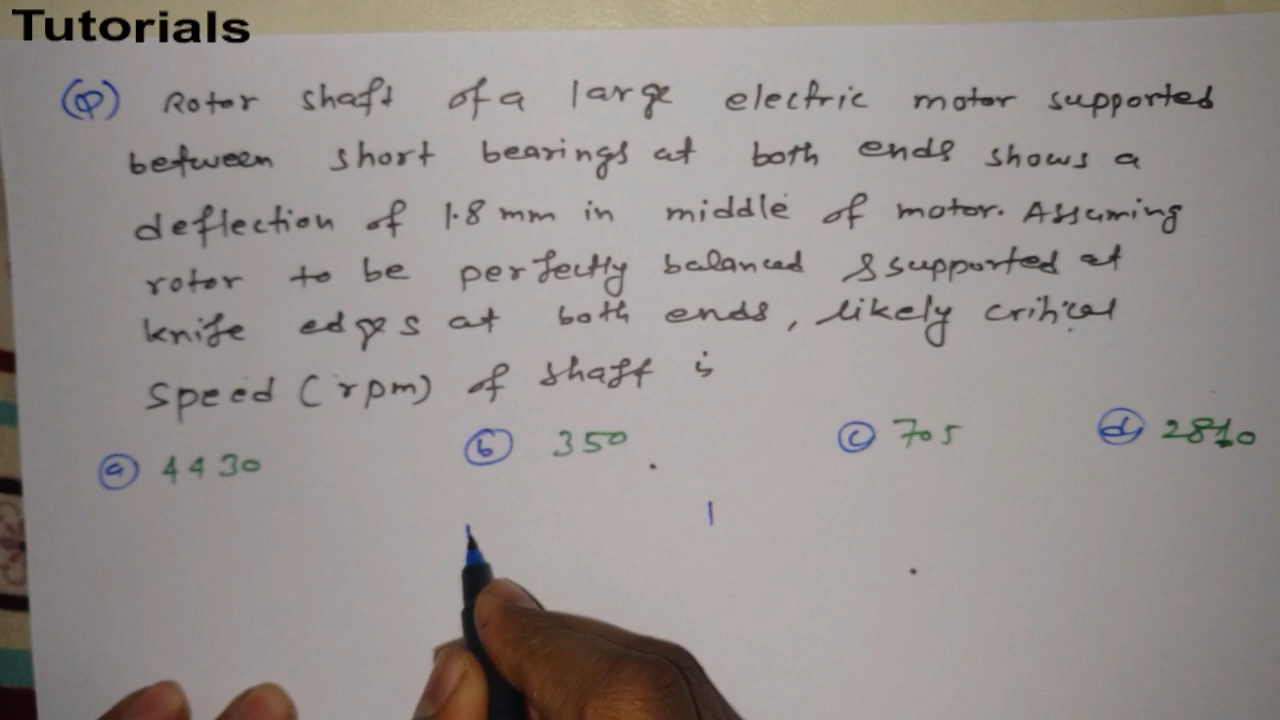 Tutorials
(Q) Rotor shaft of a large electric motor supported
between short bearings at both ends shows a
deflection of 1.8 mm in middle of motor. Assuming
rotor to be perfectly balanced & supported at
knife edges at both ends, likely critical
Speed (rpm) of shaft is
(a) 4430 (b) 350 (c) 705 (d) 2810